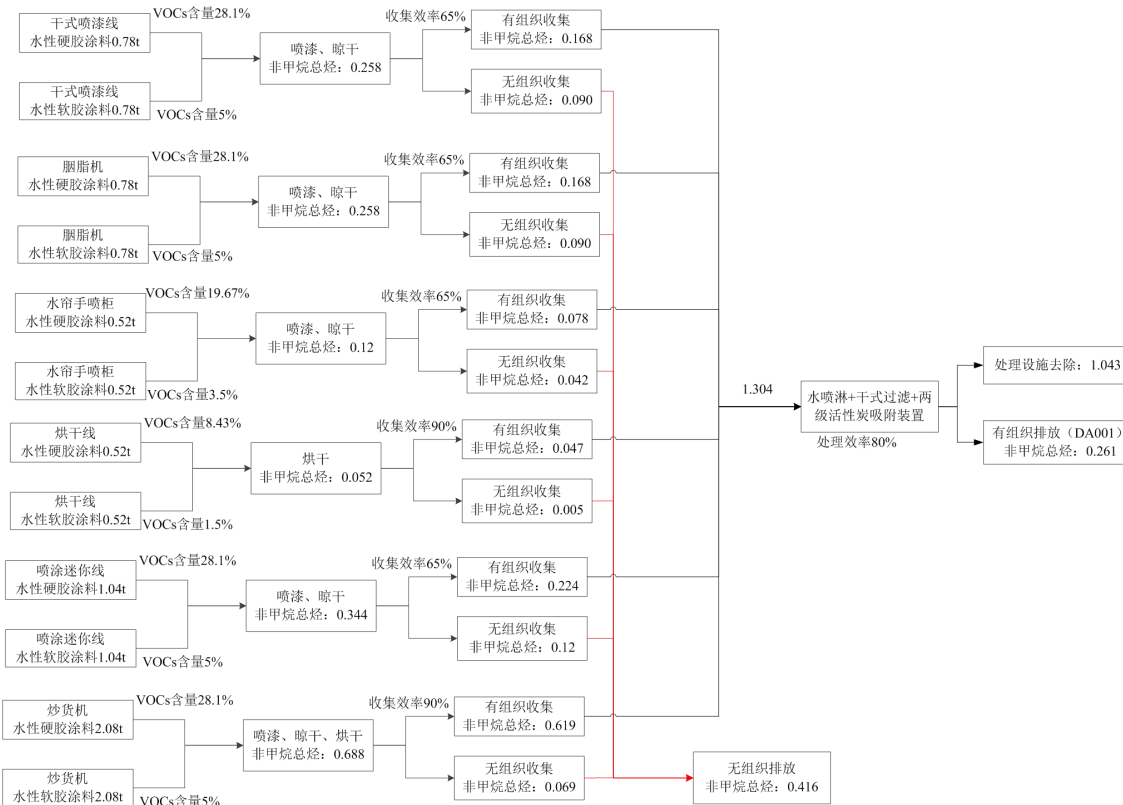 干式喷漆线
水性硬胶涂料0.78t
VOCs含量28.1%
干式喷漆线
水性软胶涂料0.78t
VOCs含量5%
喷漆、晾干
非甲烷总烃：0.258
收集效率65%
有组织收集
非甲烷总烃：0.168
无组织收集
非甲烷总烃：0.090
胭脂机
水性硬胶涂料0.78t
VOCs含量28.1%
胭脂机
水性软胶涂料0.78t
VOCs含量5%
喷漆、晾干
非甲烷总烃：0.258
收集效率65%
有组织收集
非甲烷总烃：0.168
无组织收集
非甲烷总烃：0.090
水帘手喷柜
水性硬胶涂料0.52t
VOCs含量19.67%
水帘手喷柜
水性软胶涂料0.52t
VOCs含量3.5%
喷漆、晾干
非甲烷总烃：0.12
收集效率65%
有组织收集
非甲烷总烃：0.078
无组织收集
非甲烷总烃：0.042
烘干线
水性硬胶涂料0.52t
VOCs含量8.43%
烘干线
水性软胶涂料0.52t
VOCs含量1.5%
烘干
非甲烷总烃：0.052
收集效率90%
有组织收集
非甲烷总烃：0.047
无组织收集
非甲烷总烃：0.005
喷涂迷你线
水性硬胶涂料1.04t
VOCs含量28.1%
喷涂迷你线
水性软胶涂料1.04t
VOCs含量5%
喷漆、晾干
非甲烷总烃：0.344
收集效率65%
有组织收集
非甲烷总烃：0.224
无组织收集
非甲烷总烃：0.12
炒货机
水性硬胶涂料2.08t
VOCs含量28.1%
炒货机
水性软胶涂料2.08t
VOCs含量5%
喷漆、晾干、烘干
非甲烷总烃：0.688
收集效率90%
有组织收集
非甲烷总烃：0.619
无组织收集
非甲烷总烃：0.069
1.304
水喷淋+干式过滤+两
级活性炭吸附装置
处理效率80%
处理设施去除：1.043
有组织排放（DA001）
非甲烷总烃：0.261
无组织排放
非甲烷总烃：0.416